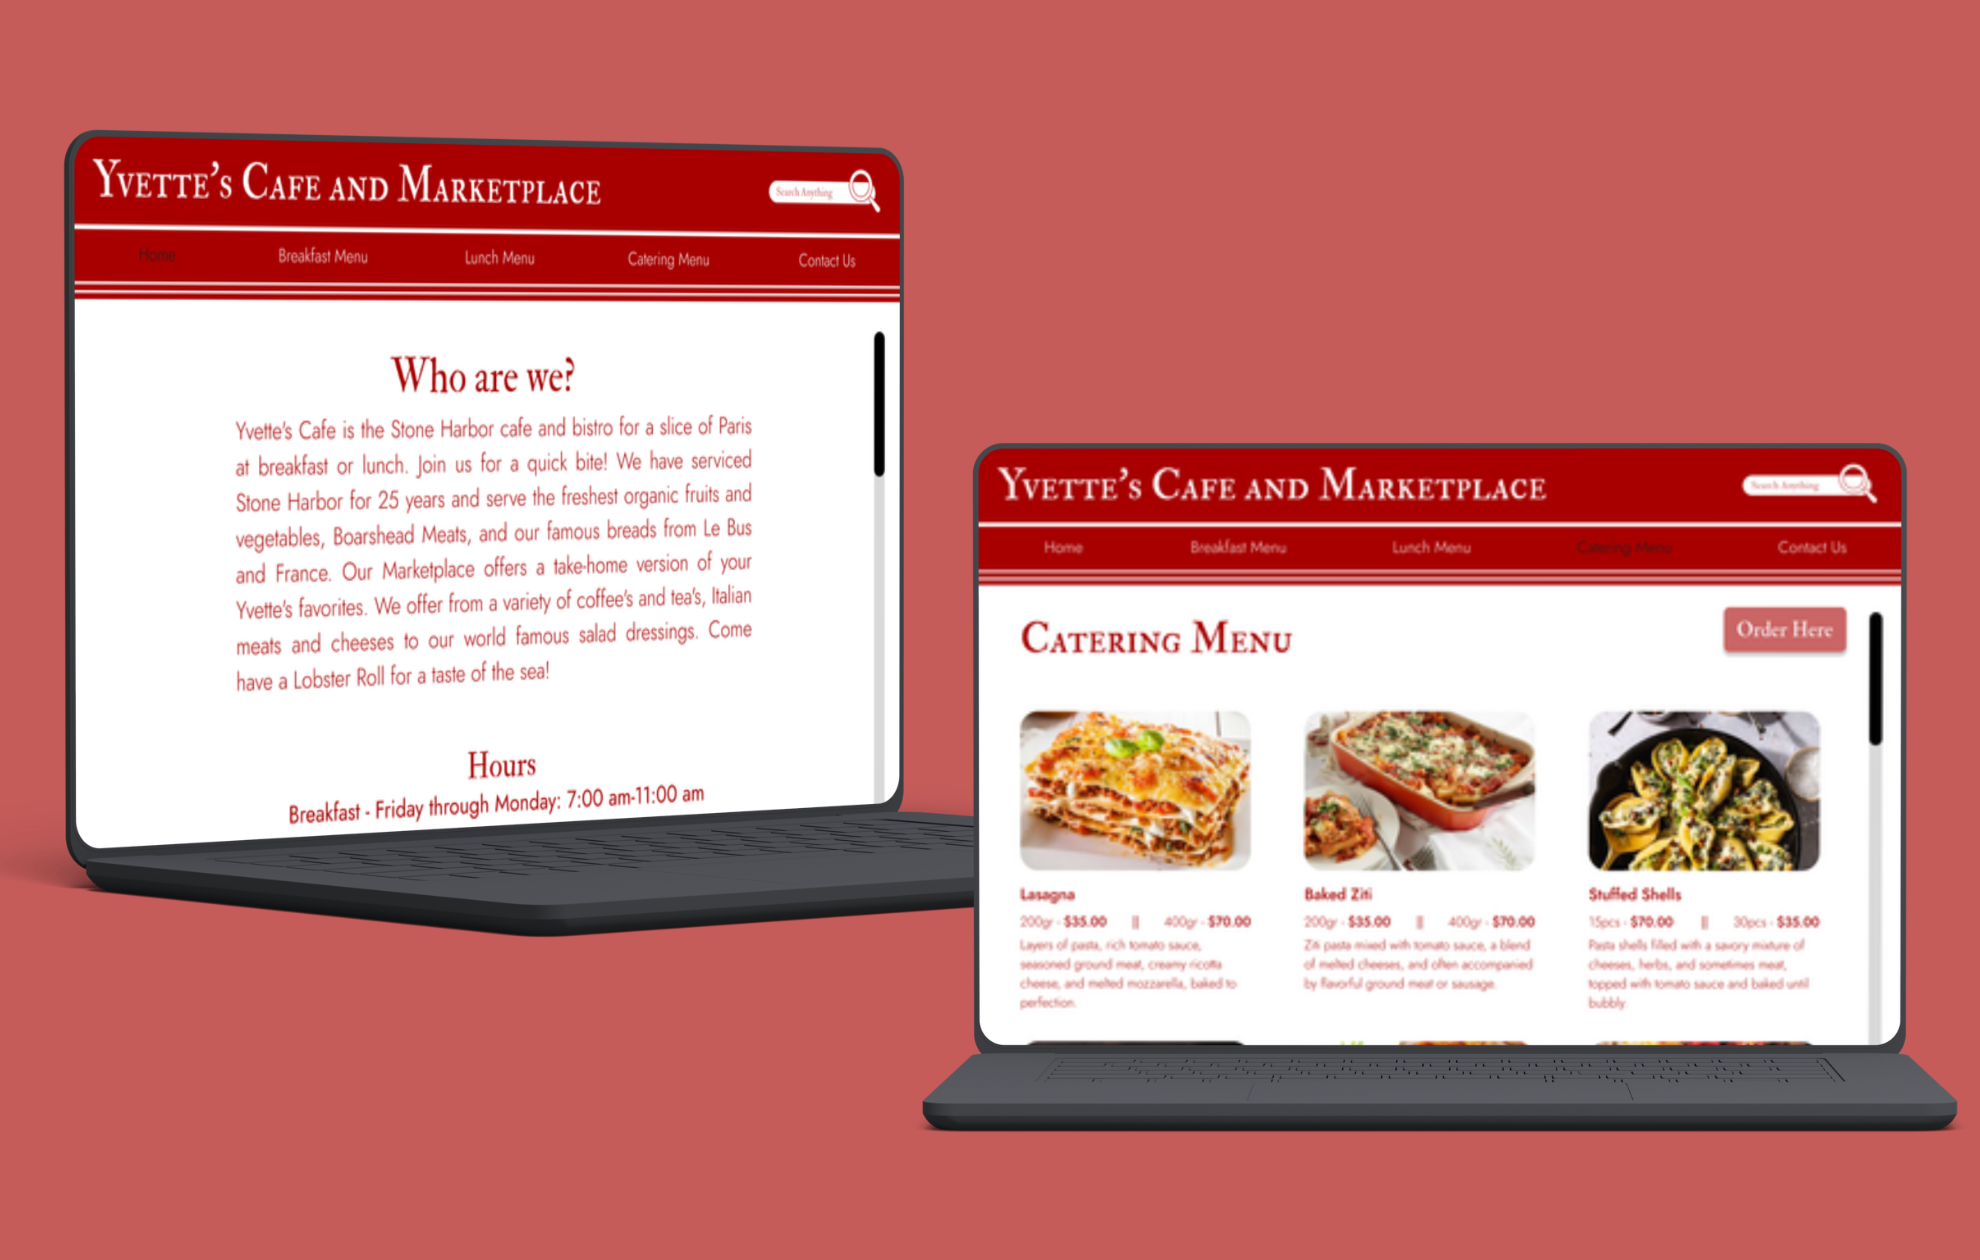 Yvette's Cafe and Marketplace
Search Anything
Home Breakfast Menu Lunch Menu Catering Menu Contact Us
Who are we?
Yvette's Cafe is the Stone Harbor cafe and bistro for a slice of Paris
at breakfast or lunch. Join us for a quick bite! We have serviced
Stone Harbor for 25 years and serve the freshest organic fruits and
vegetables, Boarshead Meats, and our famous breads from Le Bus
and France. Our Marketplace offers a take-home version of your
Yvette's favorites. We offer from a variety of coffee's and tea's, Italian
meats and cheeses to our world famous salad dressings. Come
have a Lobster Roll for a taste of the sea!
Hours
Breakfast - Friday through Monday: 7:00 am-11:00 am
Yvette's Cafe and Marketplace
Search Anything
Home Breakfast Menu Lunch Menu Catering Menu Contact Us
Catering Menu
Order Here
Lasagna
200gr - $35.00 || 400gr - $70.00
Layers of pasta, rich tomato sauce,
seasoned ground meat, creamy ricotta
cheese, and melted mozzarella, baked to
perfection.
Baked Ziti
200gr - $35.00 || 400gr - $70.00
Ziti pasta mixed with tomato sauce, a blend
of melted cheeses, and often accompanied
by flavorful ground meat or sausage.
Stuffed Shells
15pcs - $70.00 || 30pcs - $35.00
Pasta shells filled with a savory mixture of
cheeses, herbs, and sometimes meat,
topped with tomato sauce and baked until
bubbly.